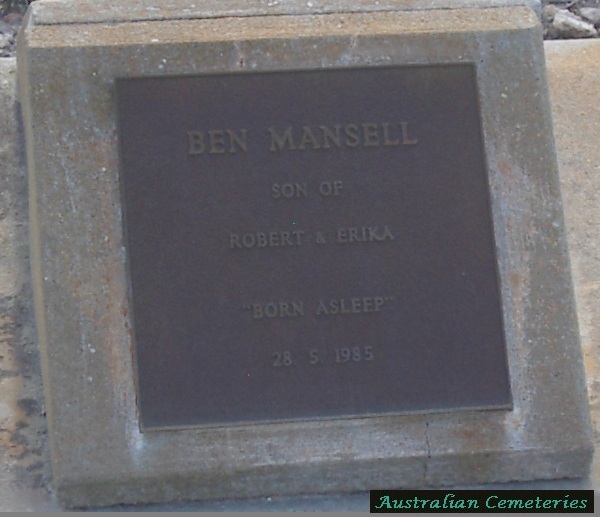 BEN MANSELL
SON OF
ROBERT & ERIKA
"BORN ASLEEP"
28 5 1985
Australian Cemeteries